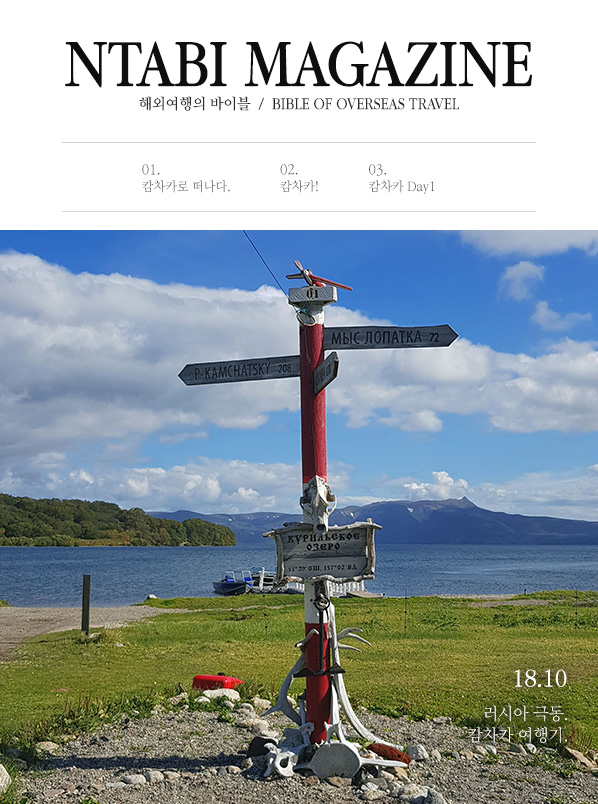 NTABI MAGAZINE
해외여행의 바이블 / BIBLE OF OVERSEAS TRAVEL
01.
캄차카로 떠나다.
02.
캄차카!
03.
캄차카 Day1
01
МЫС ЛОПАТКА 72
P-KAMCHATSKY 208
КУРИЛЬСКОЕ
ОЗЕРО
51°29' СШ, 157°02' ВД
18.10
러시아 극동.
캄차카 여행기.